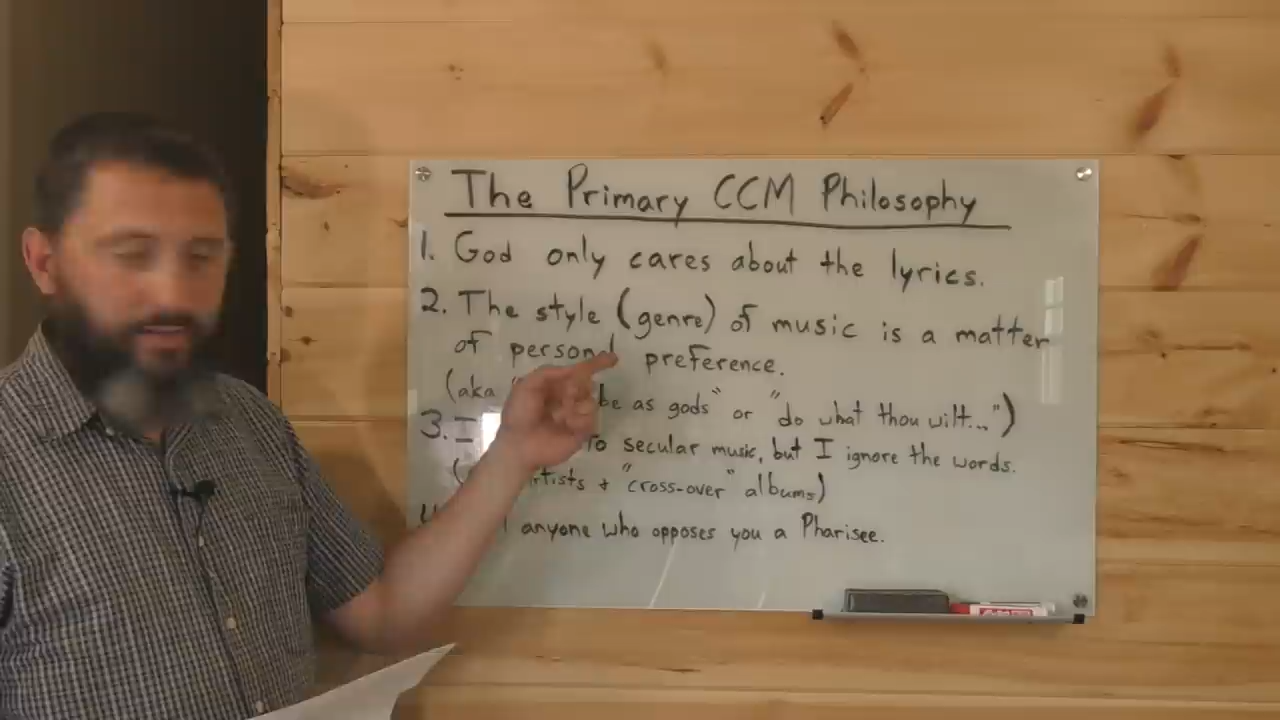 The Primary CCM Philosophy
1. God only cares about the lyrics.
2. The style (genre) of music is a matter
of personal preference.
(aka be as gods" or "do what thou wilt...")
3. I to secular music, but I ignore the words.
( artists + "cross-over" albums)
4. anyone who opposes you a Pharisee.